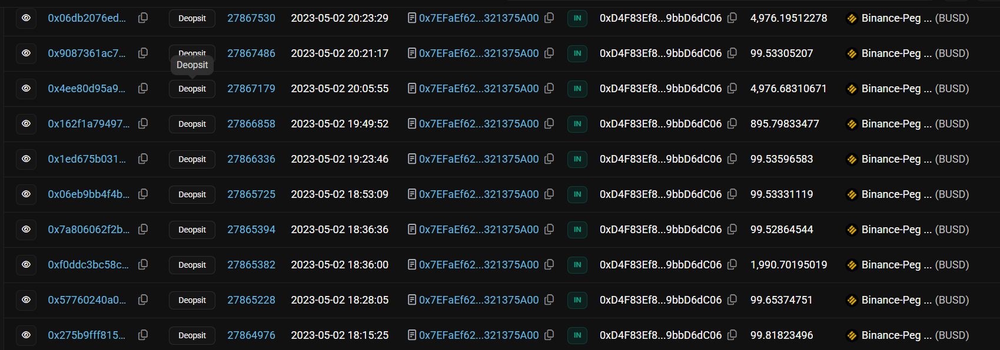 0x06db2076ed... Deopsit 27867530 2023-05-02 20:23:29 0x7EFaEf62...321375A00 IN 0xD4F83Ef8...9bbD6dC06 4,976.19512278 Binance-Peg ... (BUSD)
0x9087361ac7... Deopsit 27867486 2023-05-02 20:21:17 0x7EFaEf62...321375A00 IN 0xD4F83Ef8...9bbD6dC06 99.53305207 Binance-Peg ... (BUSD)
Deopsit
0x4ee80d95a9... Deopsit 27867179 2023-05-02 20:05:55 0x7EFaEf62...321375A00 IN 0xD4F83Ef8...9bbD6dC06 4,976.68310671 Binance-Peg ... (BUSD)
0x162f1a79497... Deopsit 27866858 2023-05-02 19:49:52 0x7EFaEf62...321375A00 IN 0xD4F83Ef8...9bbD6dC06 895.79833477 Binance-Peg ... (BUSD)
0x1ed675b031... Deopsit 27866336 2023-05-02 19:23:46 0x7EFaEf62...321375A00 IN 0xD4F83Ef8...9bbD6dC06 99.53596583 Binance-Peg ... (BUSD)
0x06eb9bb4f4b... Deopsit 27865725 2023-05-02 18:53:09 0x7EFaEf62...321375A00 IN 0xD4F83Ef8...9bbD6dC06 99.53331119 Binance-Peg ... (BUSD)
0x7a806062f2b... Deopsit 27865394 2023-05-02 18:36:36 0x7EFaEf62...321375A00 IN 0xD4F83Ef8...9bbD6dC06 99.52864544 Binance-Peg ... (BUSD)
0xf0ddc3bc58c... Deopsit 27865382 2023-05-02 18:36:00 0x7EFaEf62...321375A00 IN 0xD4F83Ef8...9bbD6dC06 1,990.70195019 Binance-Peg ... (BUSD)
0x57760240a0... Deopsit 27865228 2023-05-02 18:28:05 0x7EFaEf62...321375A00 IN 0xD4F83Ef8...9bbD6dC06 99.65374751 Binance-Peg ... (BUSD)
0x275b9fff815... Deopsit 27864976 2023-05-02 18:15:25 0x7EFaEf62...321375A00 IN 0xD4F83Ef8...9bbD6dC06 99.81823496 Binance-Peg ... (BUSD)